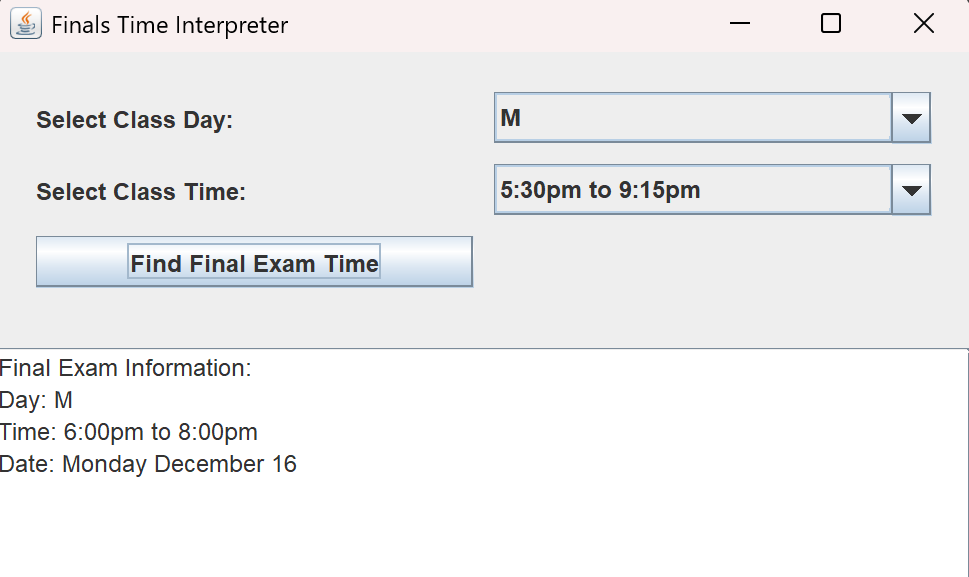 Finals Time Interpreter
Select Class Day:
M
Select Class Time:
5:30pm to 9:15pm
Find Final Exam Time
Final Exam Information:
Day: M
Time: 6:00pm to 8:00pm
Date: Monday December 16